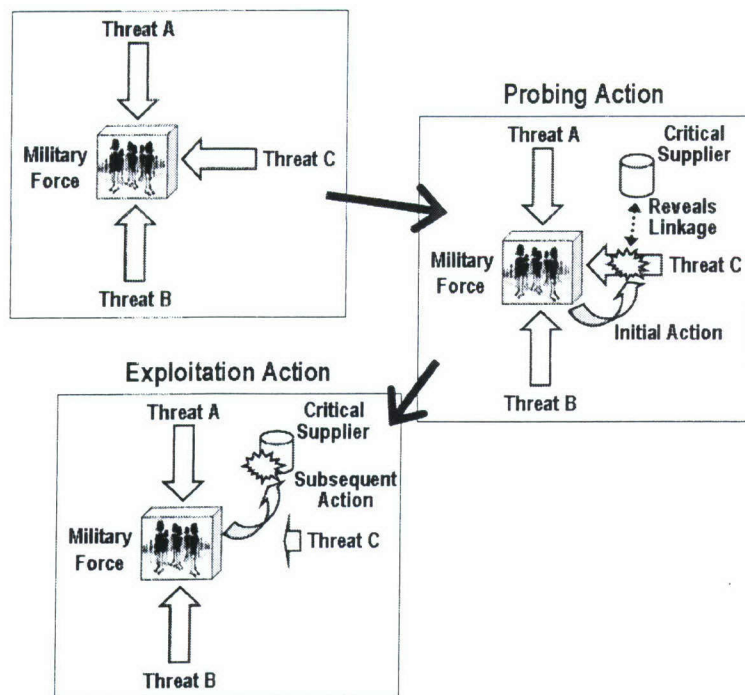 Threat A
Military
Force
Threat C
Threat B
Probing Action
Threat A
Critical
Supplier
Reveals
Linkage
Military
Force
Threat C
Initial Action
Threat B
Exploitation Action
Threat A
Critical
Supplier
Subsequent
Action
Military
Force
Threat C
Threat B